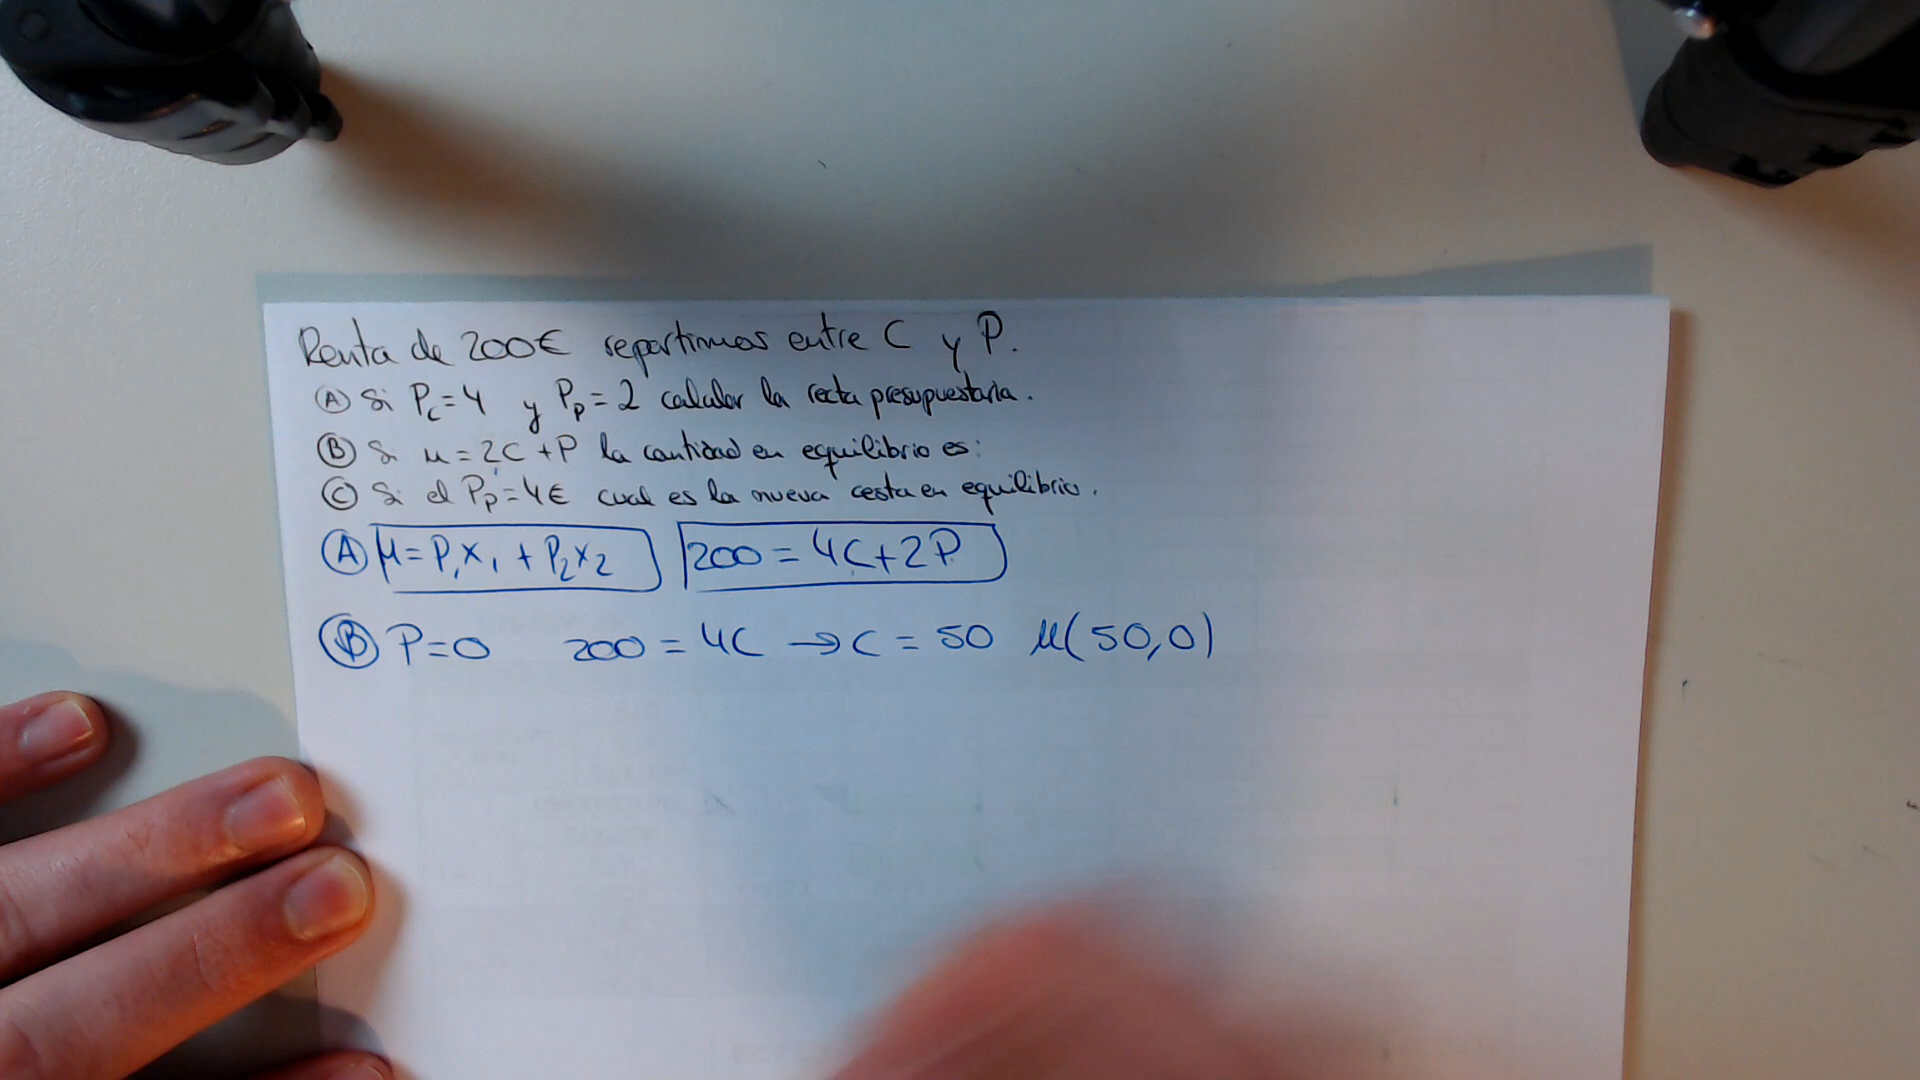 Renta de 200€ repartimos entre C y P.
Ⓐ Si Pc=4 y Pp=2 calcular la recta presupuestaria.
Ⓑ Si u=2C+P la cantidad en equilibrio es:
Ⓒ Si el Pp=4€ cual es la nueva cesta en equilibrio.
Ⓐ M=P₁x₁+P₂x₂ 200=4C+2P
Ⓑ P=0 200=4C→C=50 U(50,0)